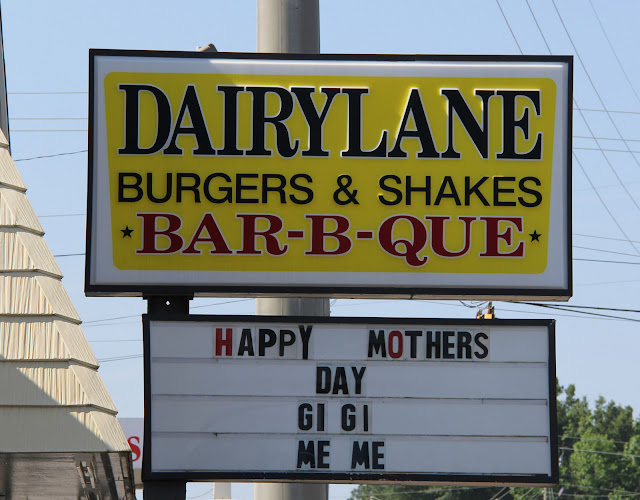 DAIRYLANE
BURGERS & SHAKES
★BAR-B-QUE★
HAPPY MOTHERS
DAY
GI GI
ME ME
S